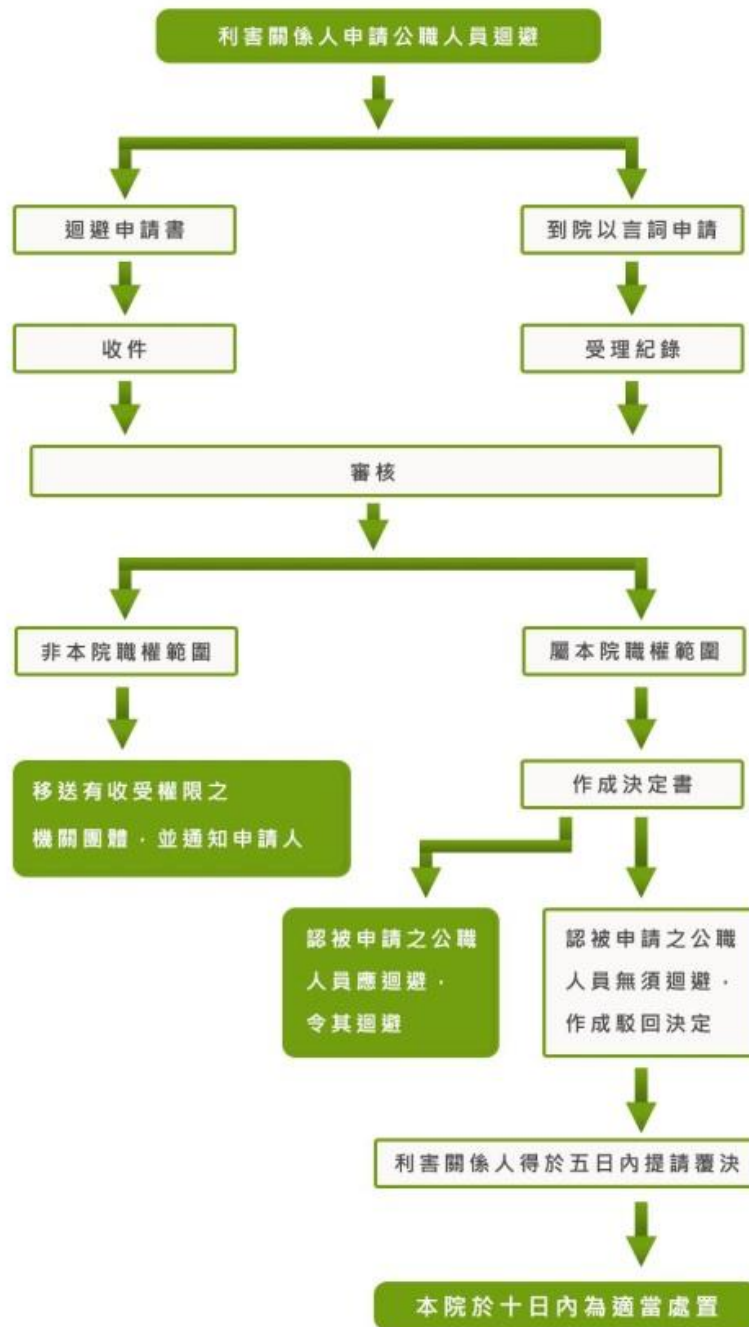 利害關係人申請公職人員迴避
迴避申請書
到院以言詞申請
收件
受理紀錄
審核
非本院職權範圍
屬本院職權範圍
移送有收受權限之
機關團體，並通知申請人
作成決定書
認被申請之公職
人員應迴避，
令其迴避
認被申請之公職
人員無須迴避，
作成駁回決定
利害關係人得於五日內提請覆決
本院於十日內為適當處置